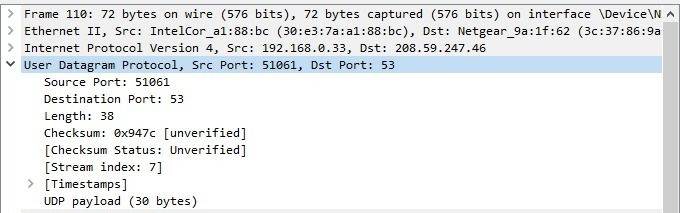 Frame 110: 72 bytes on wire (576 bits), 72 bytes captured (576 bits) on interface \Device\N
Ethernet II, Src: IntelCor_a1:88:bc (30:e3:7a:a1:88:bc), Dst: Netgear_9a:1f:62 (3c:37:86:9a
Internet Protocol Version 4, Src: 192.168.0.33, Dst: 208.59.247.46
User Datagram Protocol, Src Port: 51061, Dst Port: 53
Source Port: 51061
Destination Port: 53
Length: 38
Checksum: 0x947c [unverified]
[Checksum Status: Unverified]
[Stream index: 7]
[Timestamps]
UDP payload (30 bytes)